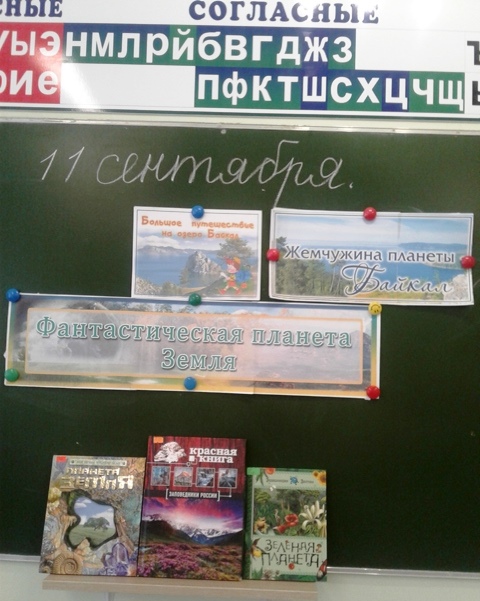 СНЫЕ СОГЛАСНЫЕ
УЫЭНМЛРЙБВГДЖЗ
ФИЕ ПФКТШСХЦЧЩ
11 сентября.
Большое путешествие
на озеро Байкал
Жемчужина планеты
Байкал
Фантастическая планета
Земля
ПЛАНЕТА
ЗЕМЛЯ
красная
книга
ЗАПОВЕДНИКИ РОССИИ
ЗЕЛЕНАЯ
ПЛАНЕТА